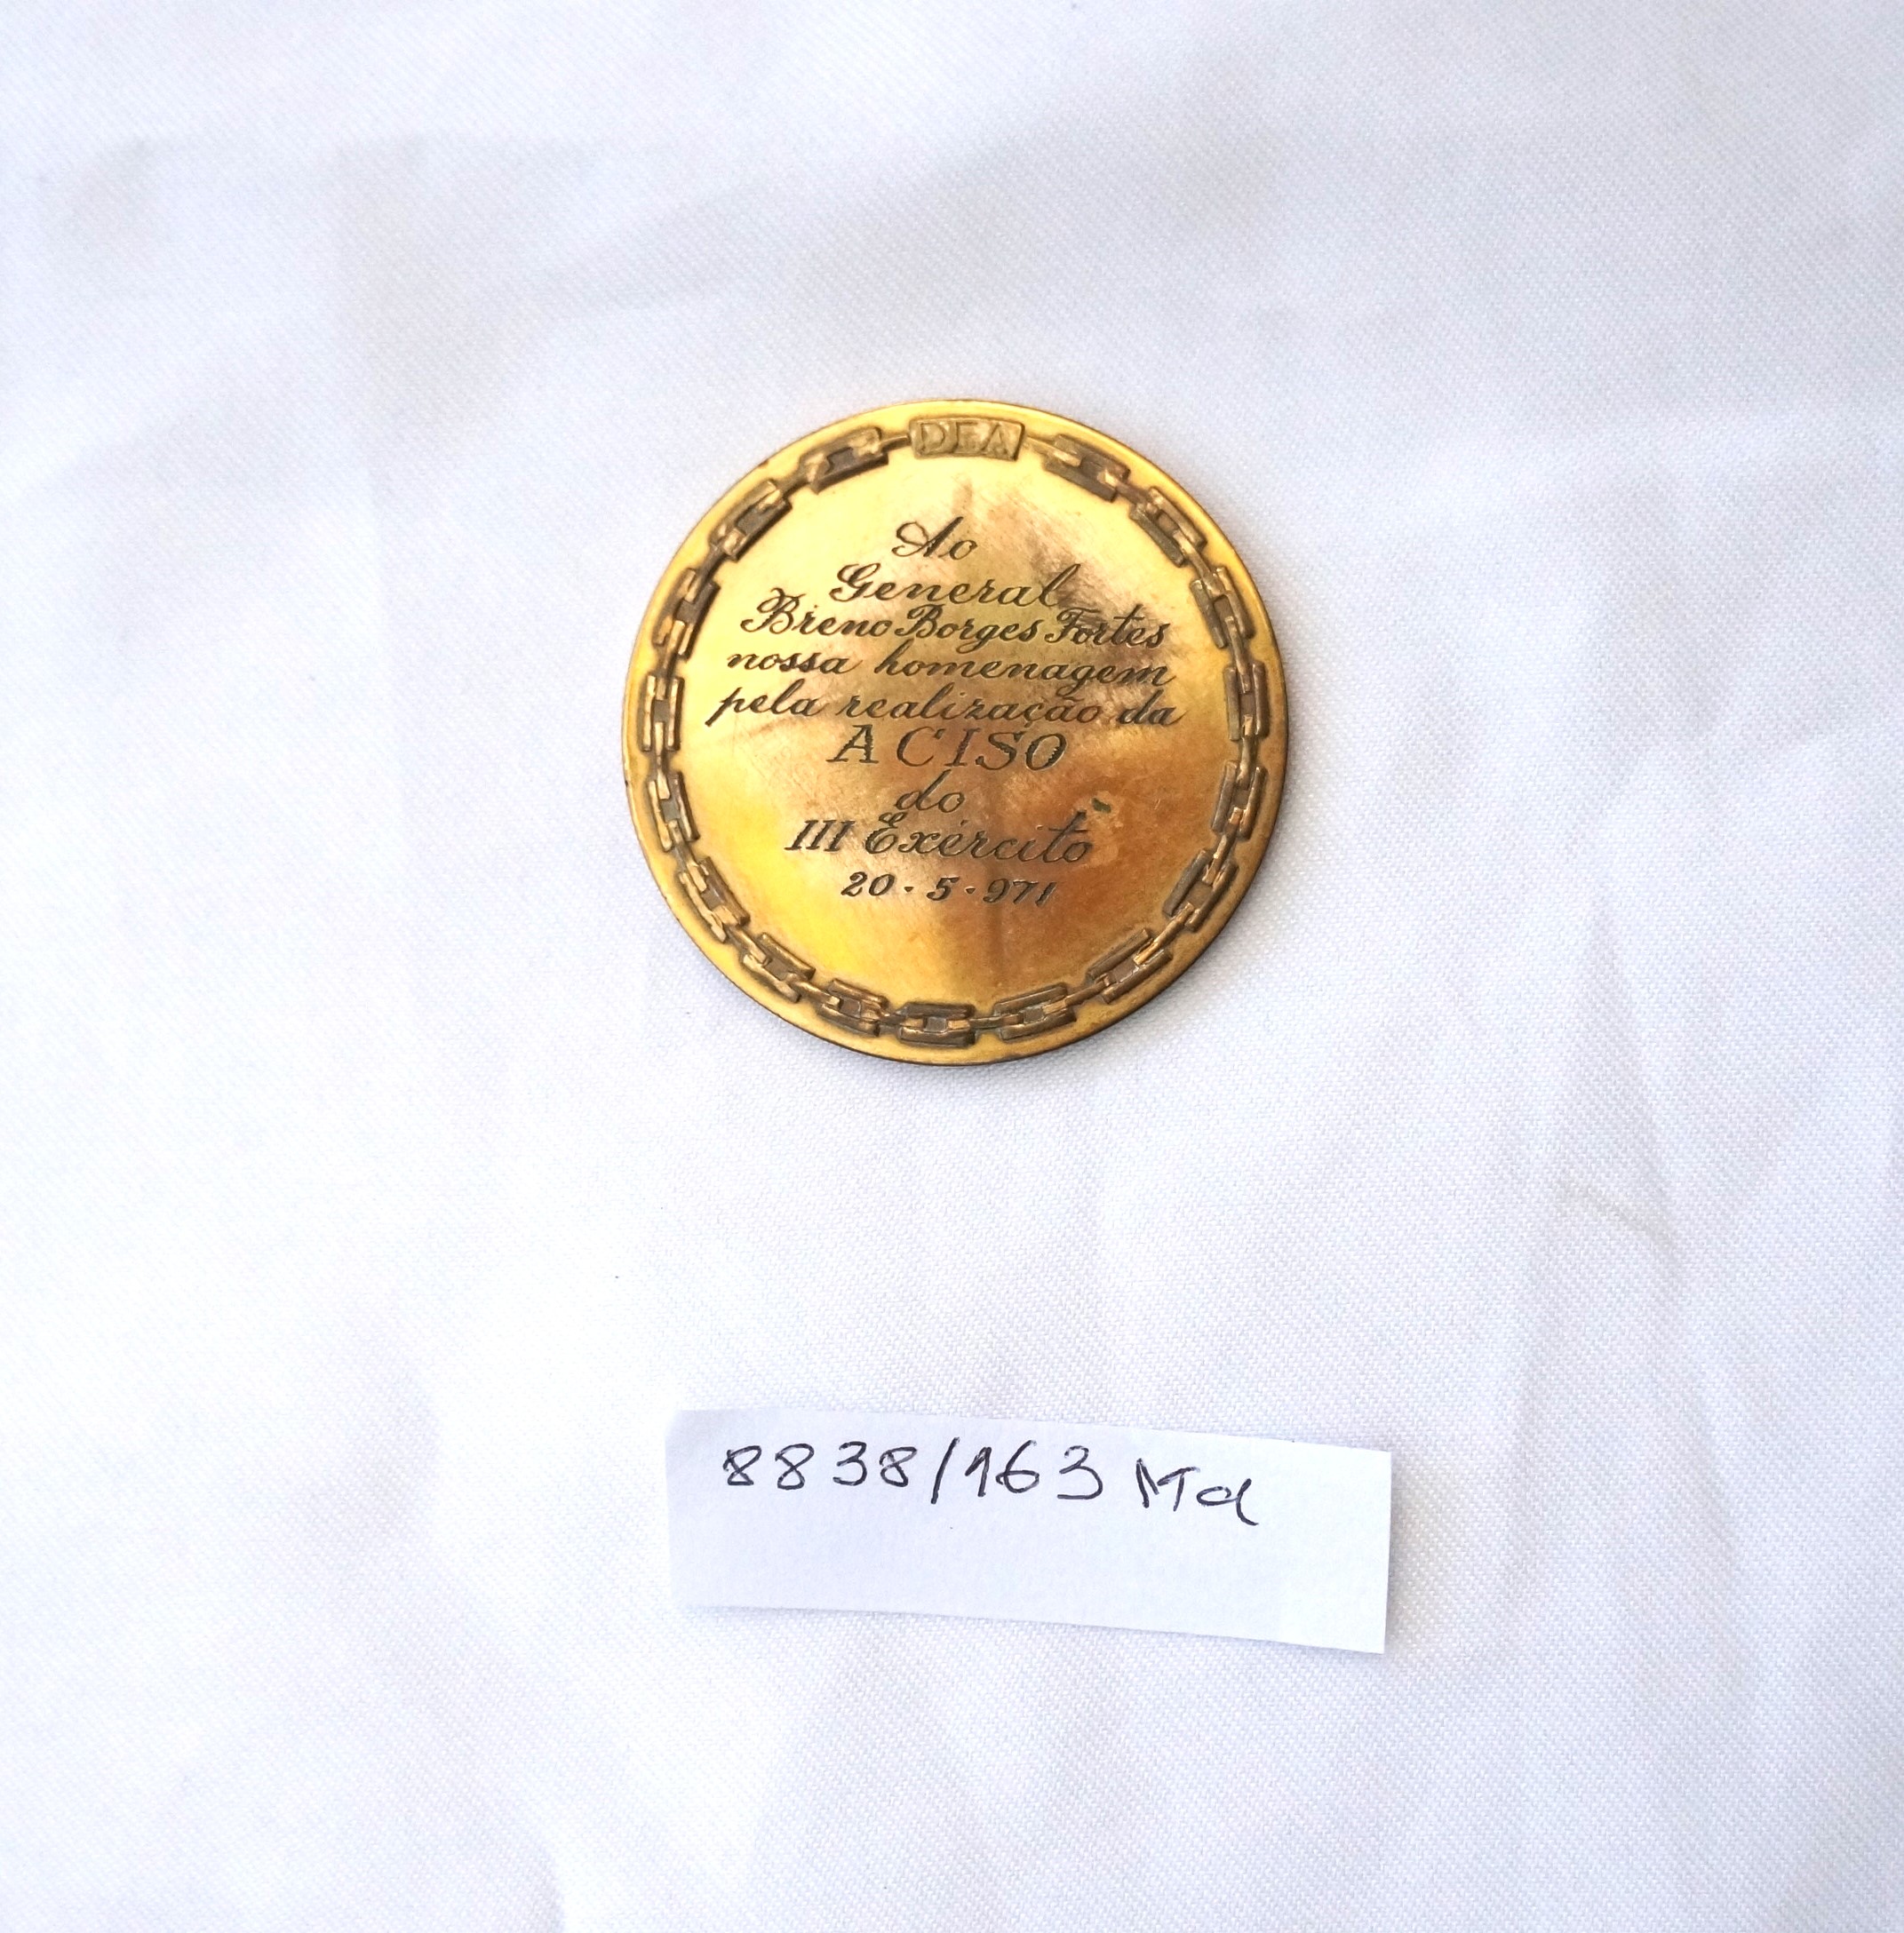 DEA
Ao
General
Breno Borges Fortes
nossa homenagem
pela realização da
ACISO
do
III Exército
20·5·971
8838/163 Md